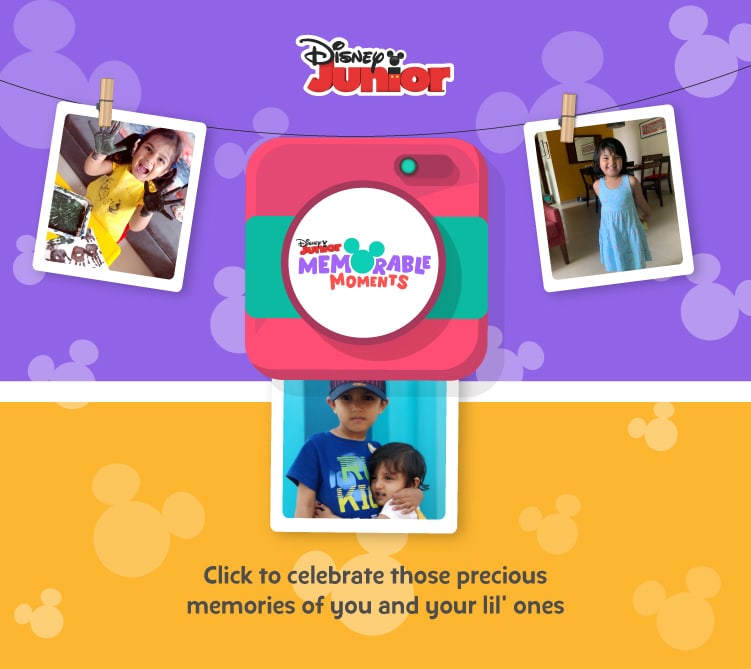 Disney
Junior
Disney
Junior
MEMORABLE
MOMENTS
Click to celebrate those precious
memories of you and your lil' ones